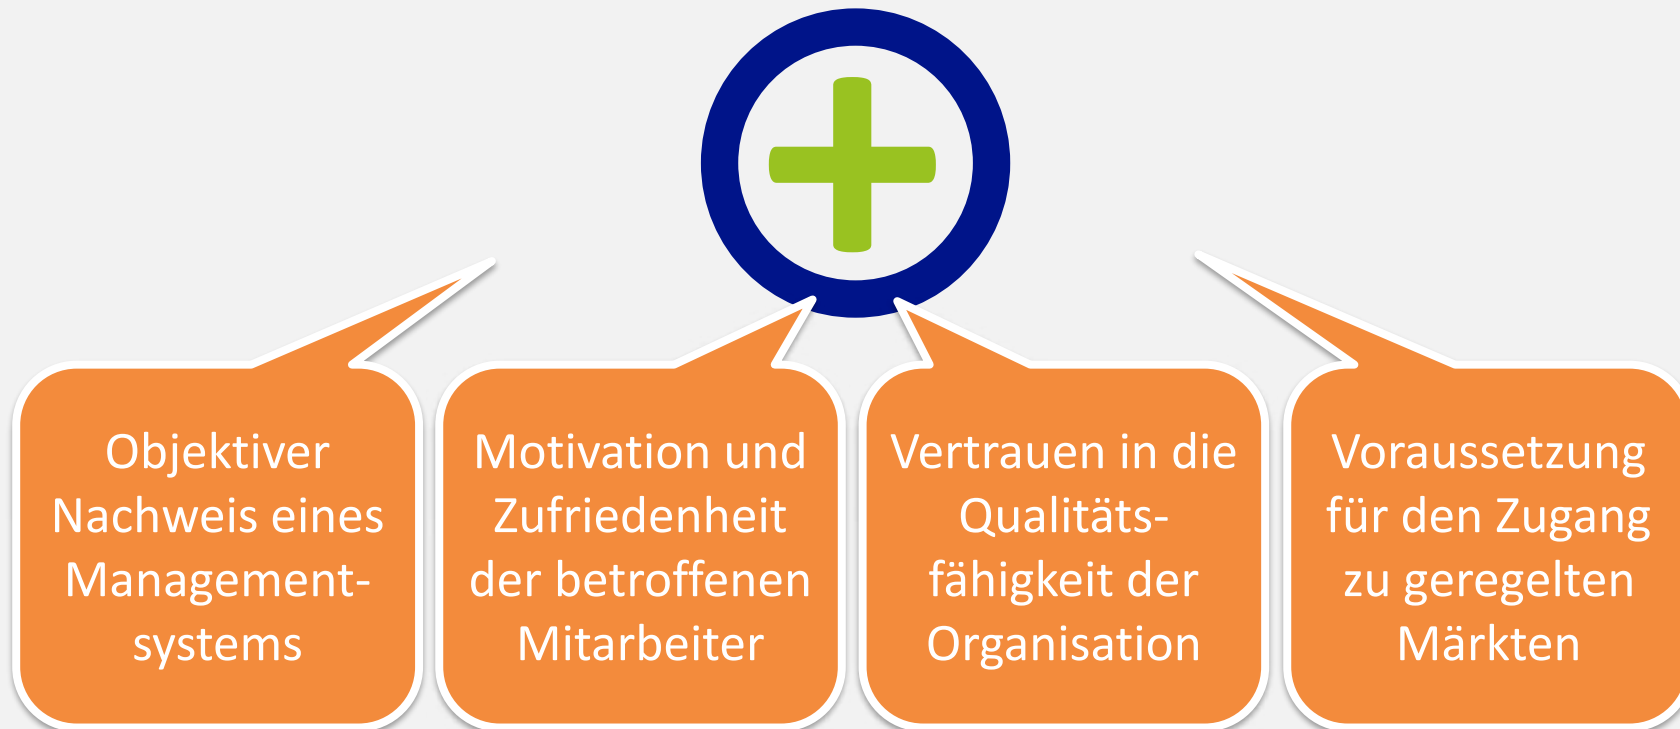 Objektiver
Nachweis eines
Management-
systems
Motivation und
Zufriedenheit
der betroffenen
Mitarbeiter
Vertrauen in die
Qualitäts-
fähigkeit der
Organisation
Voraussetzung
für den Zugang
zu geregelten
Märkten